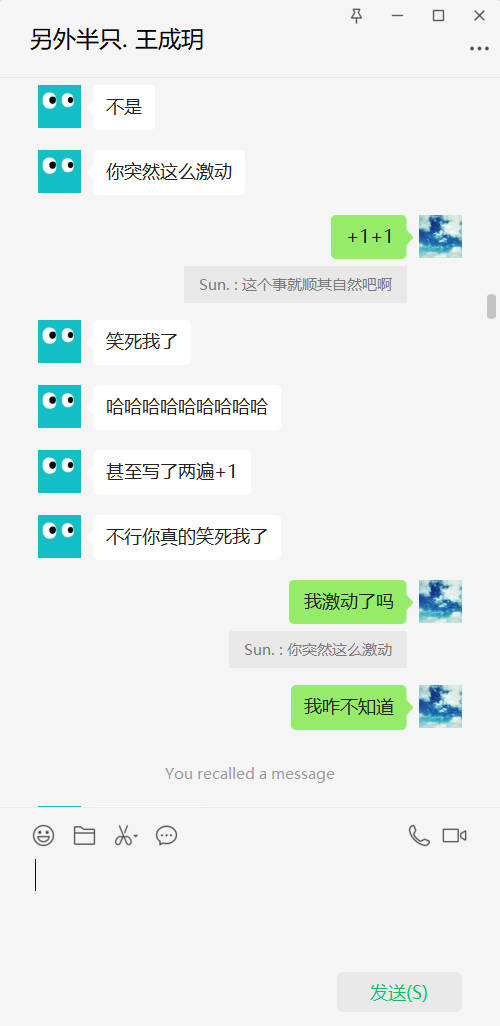 另外半只. 王成玥
不是
你突然这么激动
+1+1
Sun. : 这个事就顺其自然吧啊
笑死我了
哈哈哈哈哈哈哈哈哈
甚至写了两遍+1
不行你真的笑死我了
我激动了吗
Sun. : 你突然这么激动
我咋不知道
You recalled a message
发送(S)